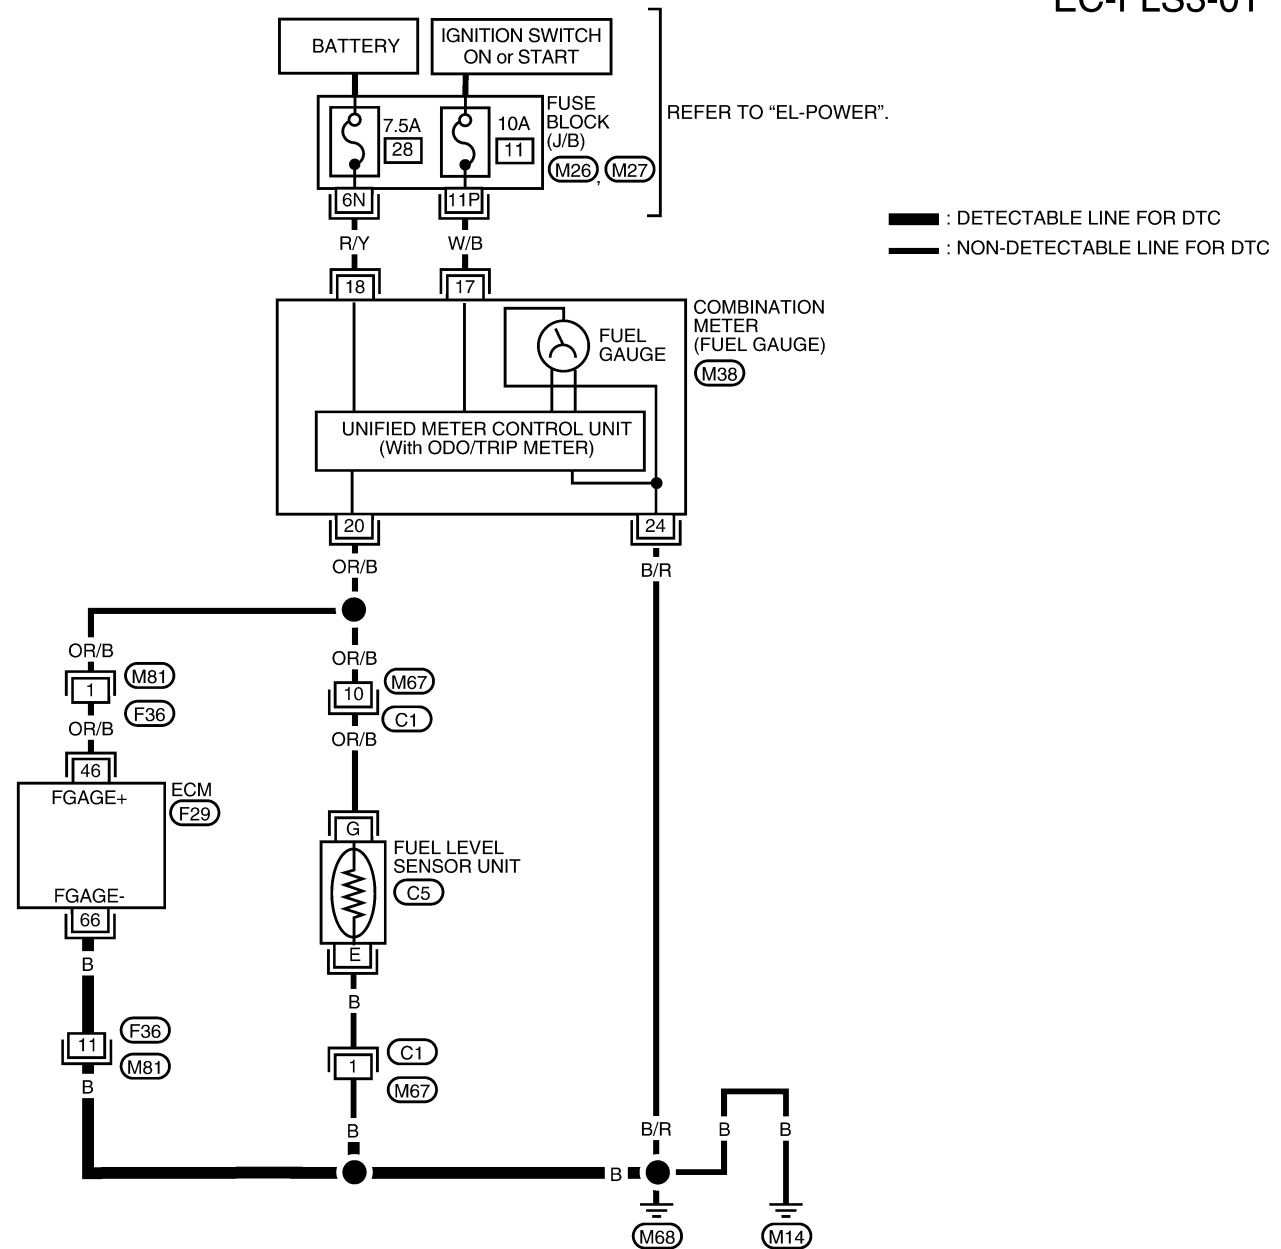 EC-FLS3-01
BATTERY
IGNITION SWITCH
ON or START
FUSE
BLOCK
(J/B)
7.5A
28
10A
11
M26 , M27
REFER TO “EL-POWER”.
6N
11P
: DETECTABLE LINE FOR DTC
: NON-DETECTABLE LINE FOR DTC
R/Y
W/B
18
17
COMBINATION
METER
(FUEL GAUGE)
M38
FUEL
GAUGE
UNIFIED METER CONTROL UNIT
(With ODO/TRIP METER)
20
24
OR/B
B/R
OR/B
OR/B
1
M81
F36
10
M67
C1
OR/B
OR/B
46
FGAGE+
ECM
F29
FGAGE-
66
G
FUEL LEVEL
SENSOR UNIT
C5
E
B
B
11
F36
M81
1
C1
M67
B
B
B/R
B
B
B
M68
M14